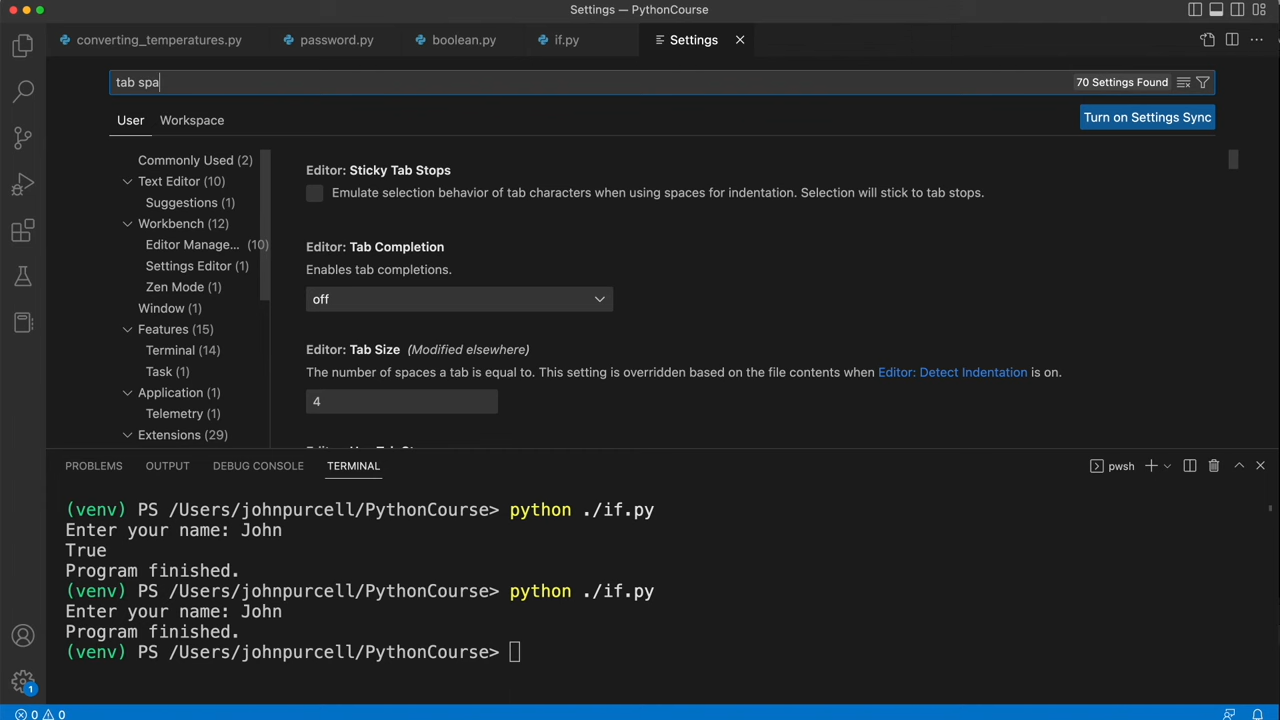 Settings — PythonCourse
converting_temperatures.py
password.py
boolean.py
if.py
Settings
tab spa
70 Settings Found
User
Workspace
Turn on Settings Sync
Commonly Used (2)
Text Editor (10)
Suggestions (1)
Workbench (12)
Editor Manage... (10)
Settings Editor (1)
Zen Mode (1)
Window (1)
Features (15)
Terminal (14)
Task (1)
Application (1)
Telemetry (1)
Extensions (29)
Editor: Sticky Tab Stops
Emulate selection behavior of tab characters when using spaces for indentation. Selection will stick to tab stops.
Editor: Tab Completion
Enables tab completions.
off
Editor: Tab Size (Modified elsewhere)
The number of spaces a tab is equal to. This setting is overridden based on the file contents when Editor: Detect Indentation is on.
4
PROBLEMS
OUTPUT
DEBUG CONSOLE
TERMINAL
pwsh
(venv) PS /Users/johnpurcell/PythonCourse> python ./if.py
Enter your name: John
True
Program finished.
(venv) PS /Users/johnpurcell/PythonCourse> python ./if.py
Enter your name: John
Program finished.
(venv) PS /Users/johnpurcell/PythonCourse>
1
0 0